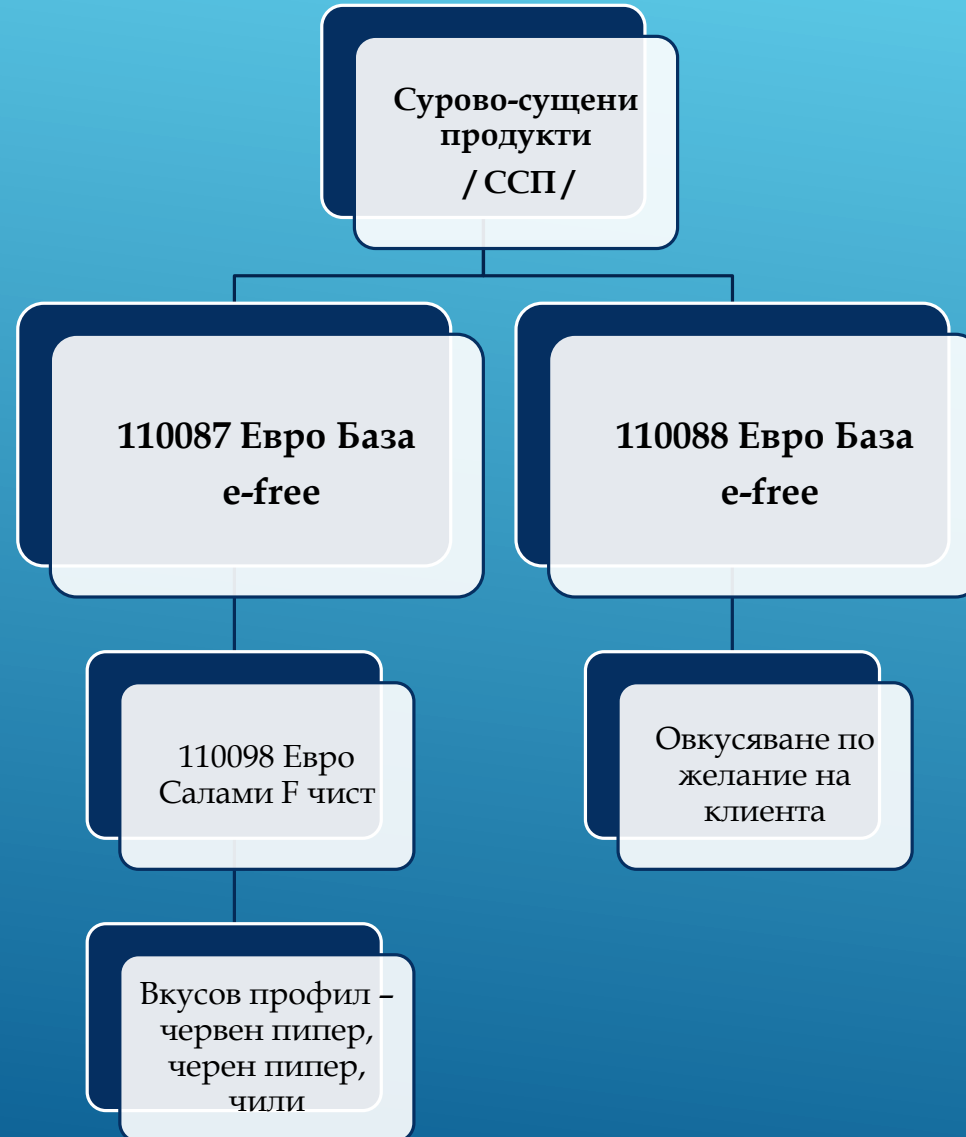 Сурово-сущени
продукти
/ ССП /
110087 Евро База
e-free
110088 Евро База
e-free
110098 Евро
Салами F чист
Овкусяване по
желание на
клиента
Вкусов профил –
червен пипер,
черен пипер,
чили